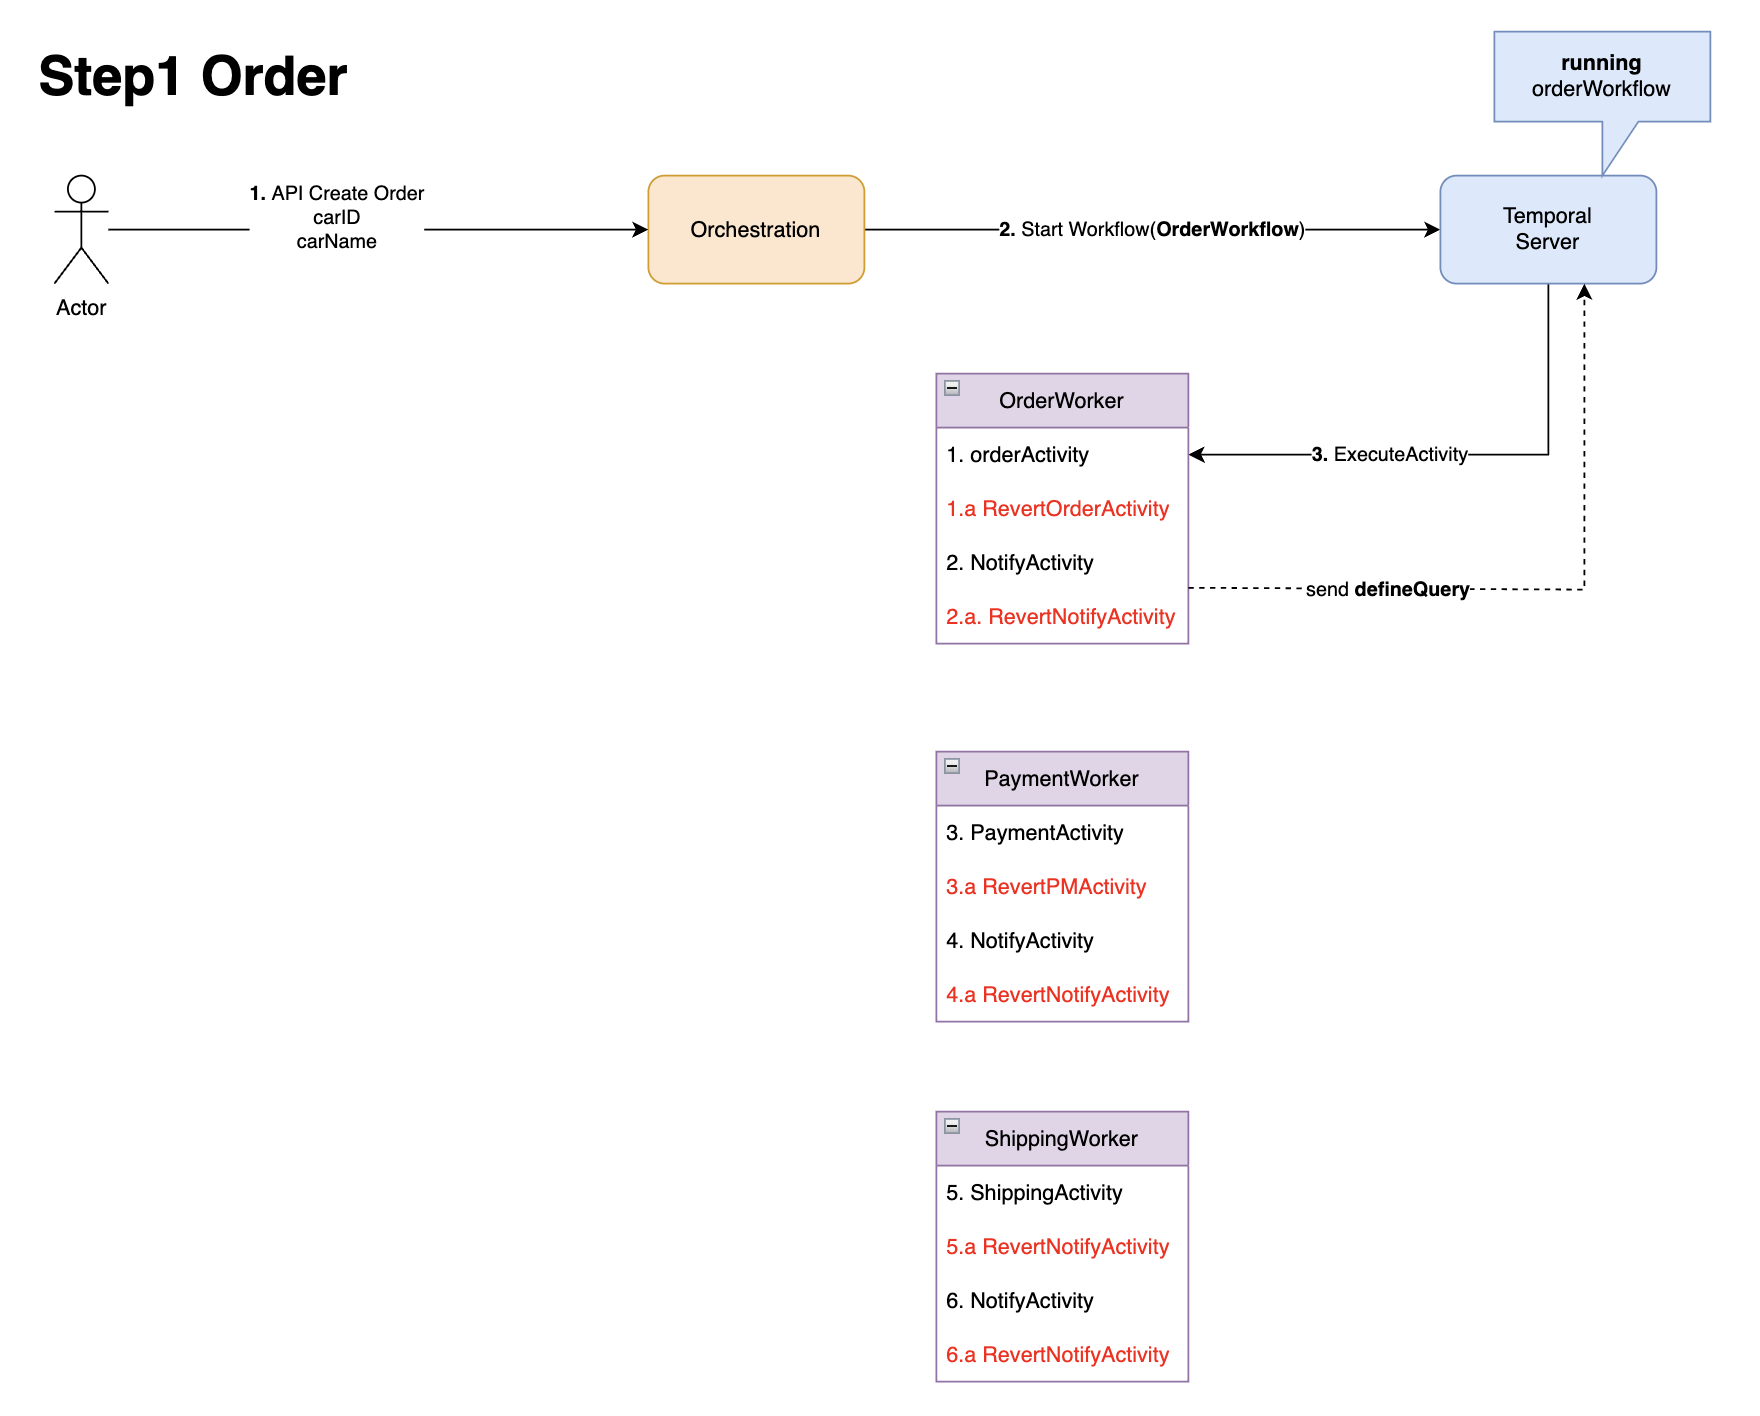 Step1 Order
running
orderWorkflow
1. API Create Order
carID
carName
Actor
Orchestration
2. Start Workflow(OrderWorkflow)
Temporal
Server
OrderWorker
1. orderActivity
1.a RevertOrderActivity
2. NotifyActivity
2.a. RevertNotifyActivity
3. ExecuteActivity
send defineQuery
PaymentWorker
3. PaymentActivity
3.a RevertPMActivity
4. NotifyActivity
4.a RevertNotifyActivity
ShippingWorker
5. ShippingActivity
5.a RevertNotifyActivity
6. NotifyActivity
6.a RevertNotifyActivity